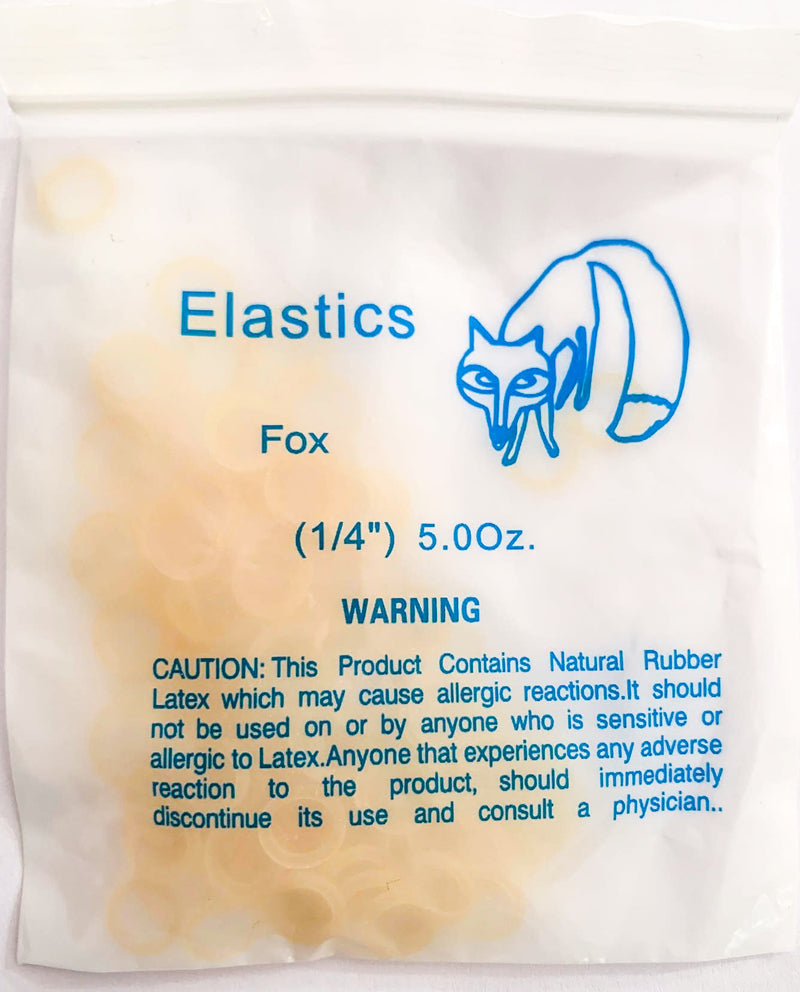 Elastics
Fox
(1/4") 5.0Oz.
WARNING
CAUTION: This Product Contains Natural Rubber
Latex which may cause allergic reactions.It should
not be used on or by anyone who is sensitive or
allergic to Latex.Anyone that experiences any adverse
reaction to the product, should immediately
discontinue its use and consult a physician..